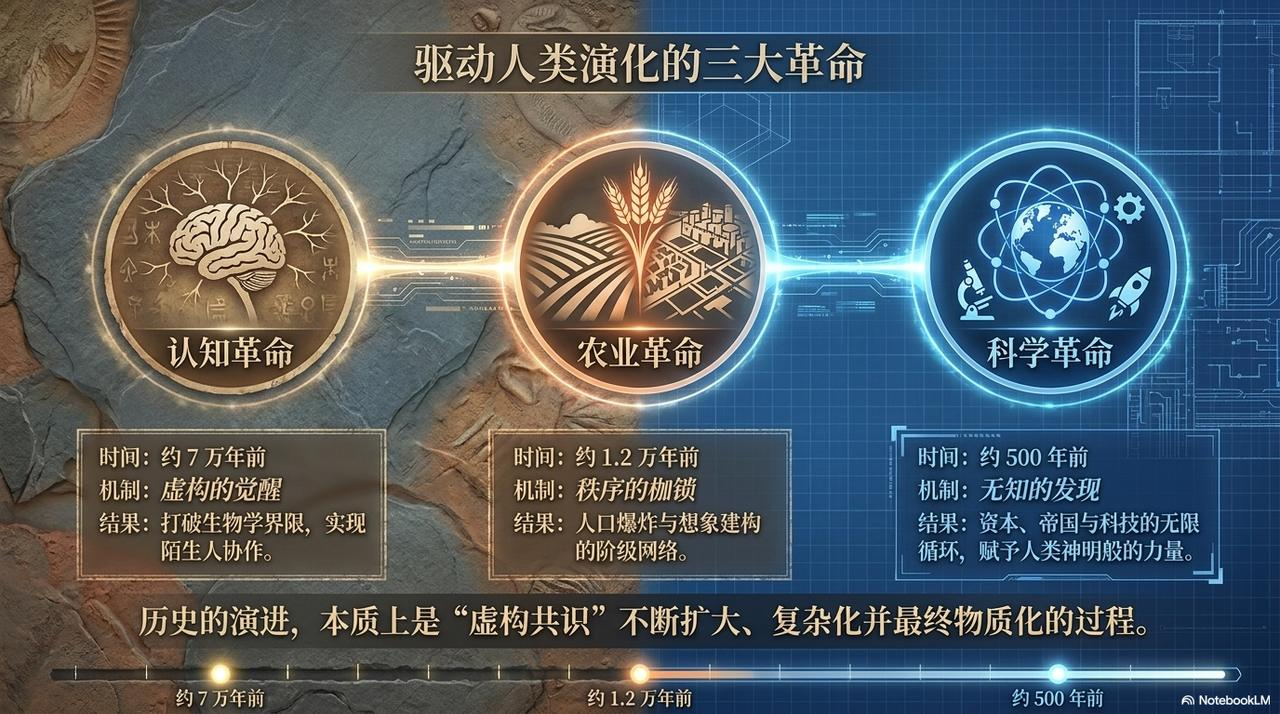 驱动人类演化的三大革命
认知革命
农业革命
科学革命
时间：约 7 万年前
机制：虚构的觉醒
结果：打破生物学界限，实现
陌生人协作。
时间：约 1.2 万年前
机制：秩序的枷锁
结果：人口爆炸与想象建构
的阶级网络。
时间：约 500 年前
机制：无知的发现
结果：资本、帝国与科技的无限
循环，赋予人类神明般的力量。
历史的演进，本质上是“虚构共识”不断扩大、复杂化并最终物质化的过程。
约 7 万年前
约 1.2 万年前
约 500 年前
NotebookLM